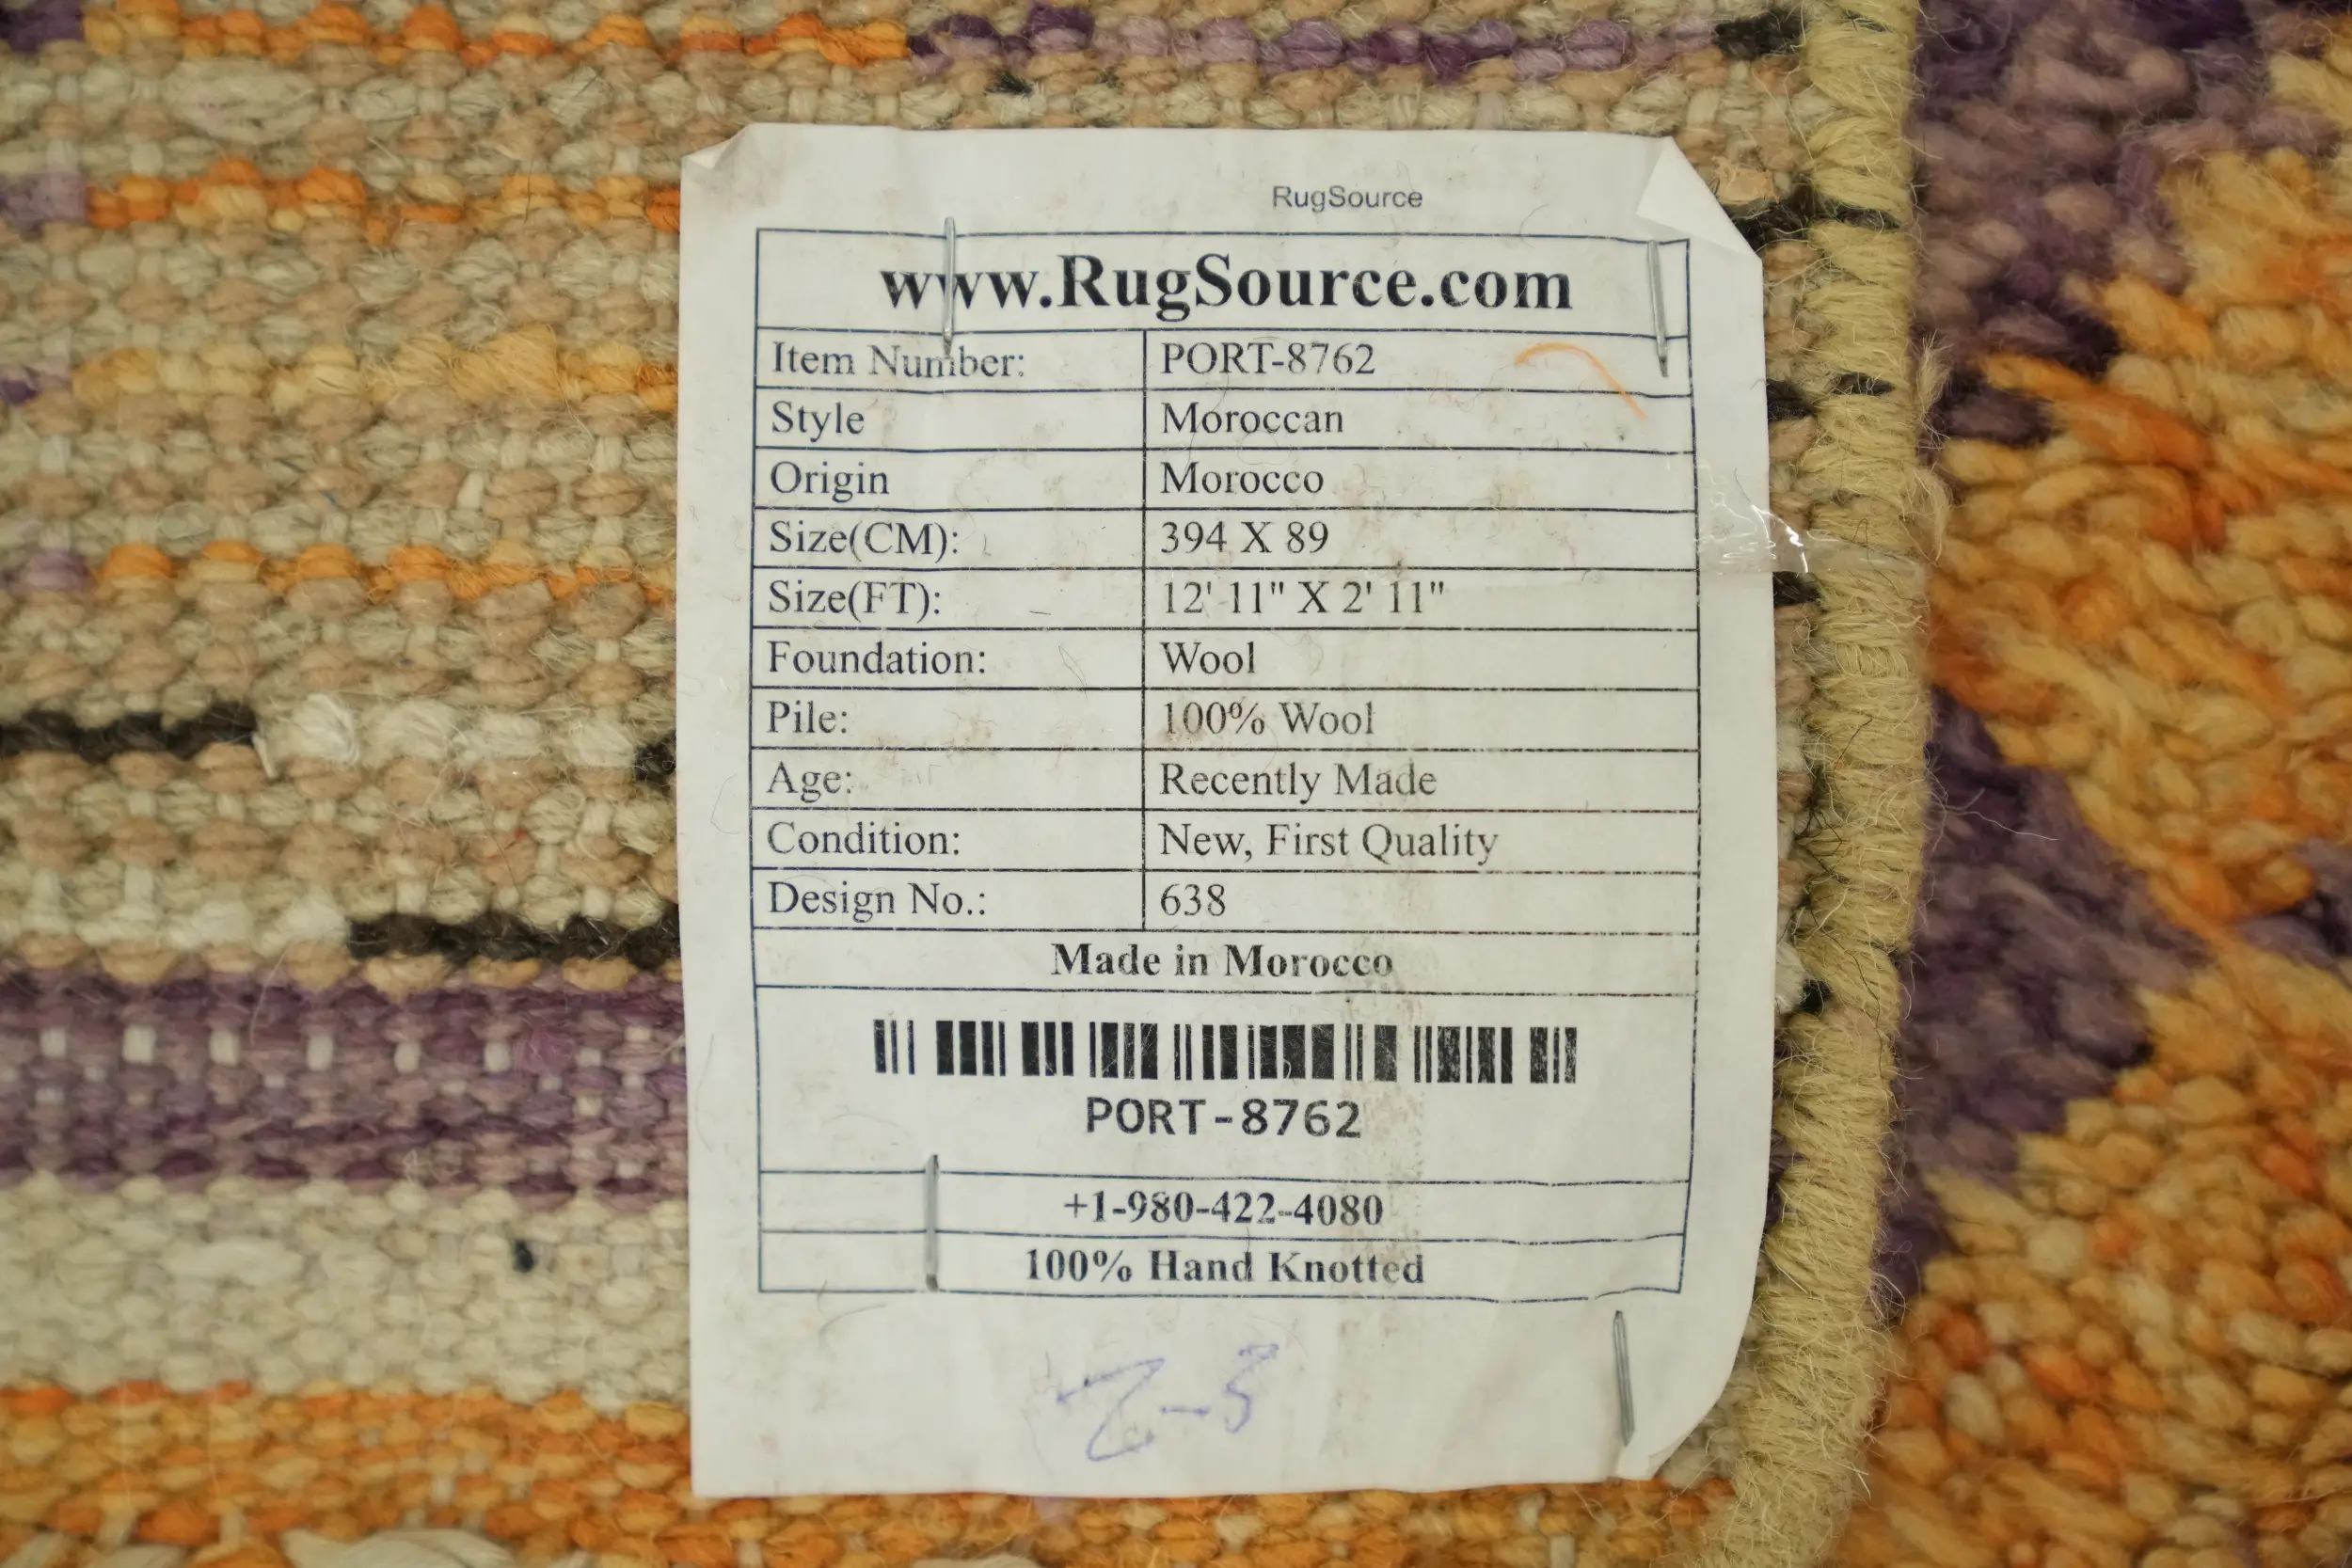 RugSource
www.RugSource.com
Item Number: PORT-8762
Style Moroccan
Origin Morocco
Size(CM): 394 X 89
Size(FT): 12' 11" X 2' 11"
Foundation: Wool
Pile: 100% Wool
Age: Recently Made
Condition: New, First Quality
Design No.: 638
Made in Morocco
PORT-8762
+1-980-422-4080
100% Hand Knotted